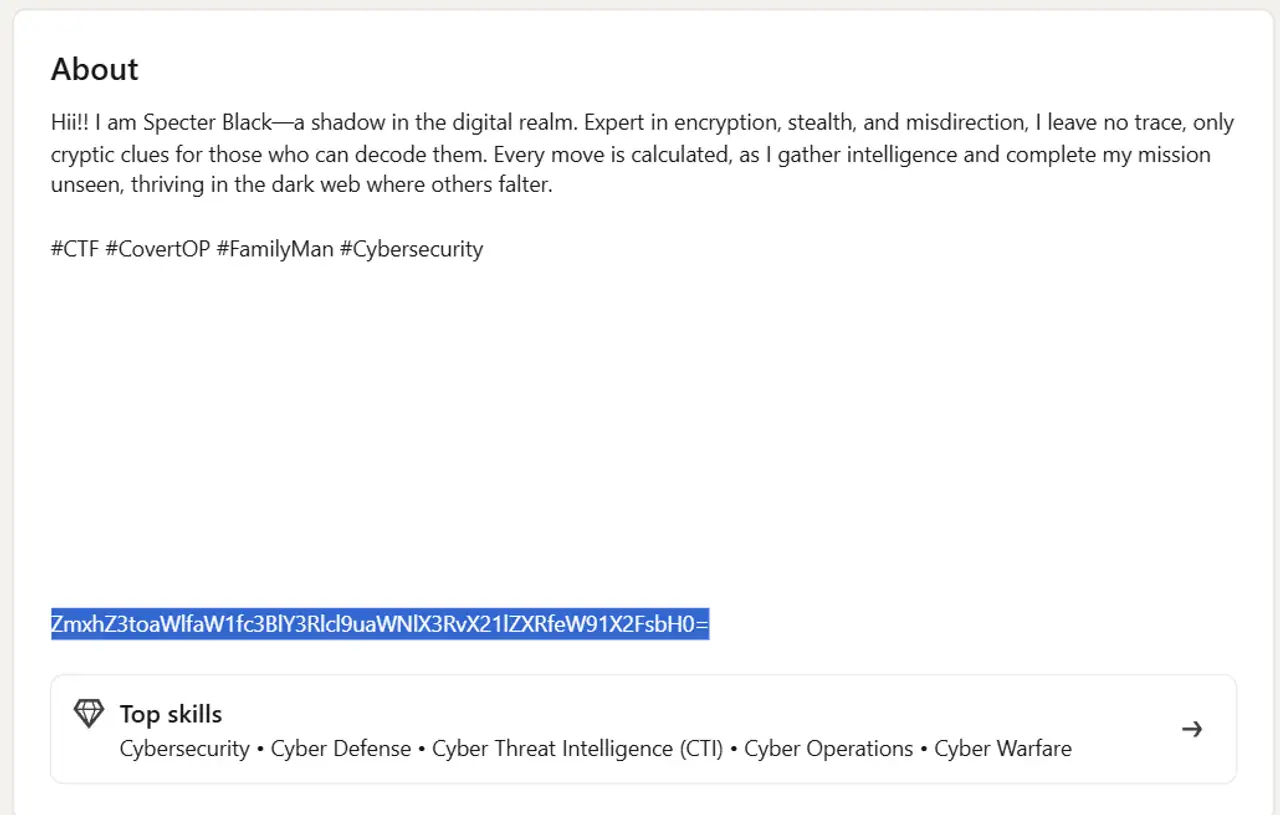 About
Hii!! I am Specter Black—a shadow in the digital realm. Expert in encryption, stealth, and misdirection, I leave no trace, only
cryptic clues for those who can decode them. Every move is calculated, as I gather intelligence and complete my mission
unseen, thriving in the dark web where others falter.
#CTF #CovertOP #FamilyMan #Cybersecurity
ZmxhZ3toaWlfaW1fc3BlY3Rlcl9uaWNlX3RvX21lZXRfeW91X2FsbH0=
Top skills
Cybersecurity • Cyber Defense • Cyber Threat Intelligence (CTI) • Cyber Operations • Cyber Warfare